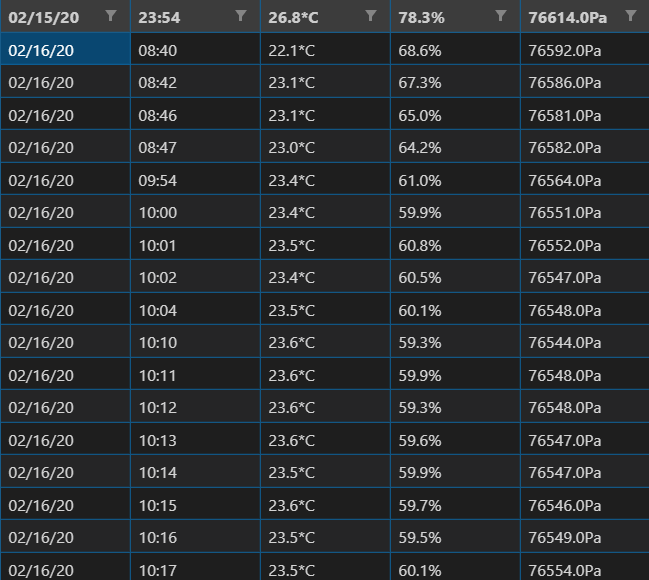 02/15/20 23:54 26.8*C 78.3% 76614.0Pa
02/16/20 08:40 22.1*C 68.6% 76592.0Pa
02/16/20 08:42 23.1*C 67.3% 76586.0Pa
02/16/20 08:46 23.1*C 65.0% 76581.0Pa
02/16/20 08:47 23.0*C 64.2% 76582.0Pa
02/16/20 09:54 23.4*C 61.0% 76564.0Pa
02/16/20 10:00 23.4*C 59.9% 76551.0Pa
02/16/20 10:01 23.5*C 60.8% 76552.0Pa
02/16/20 10:02 23.4*C 60.5% 76547.0Pa
02/16/20 10:04 23.5*C 60.1% 76548.0Pa
02/16/20 10:10 23.6*C 59.3% 76544.0Pa
02/16/20 10:11 23.6*C 59.9% 76548.0Pa
02/16/20 10:12 23.6*C 59.3% 76548.0Pa
02/16/20 10:13 23.6*C 59.6% 76547.0Pa
02/16/20 10:14 23.5*C 59.9% 76547.0Pa
02/16/20 10:15 23.6*C 59.7% 76546.0Pa
02/16/20 10:16 23.5*C 59.5% 76549.0Pa
02/16/20 10:17 23.5*C 60.1% 76554.0Pa